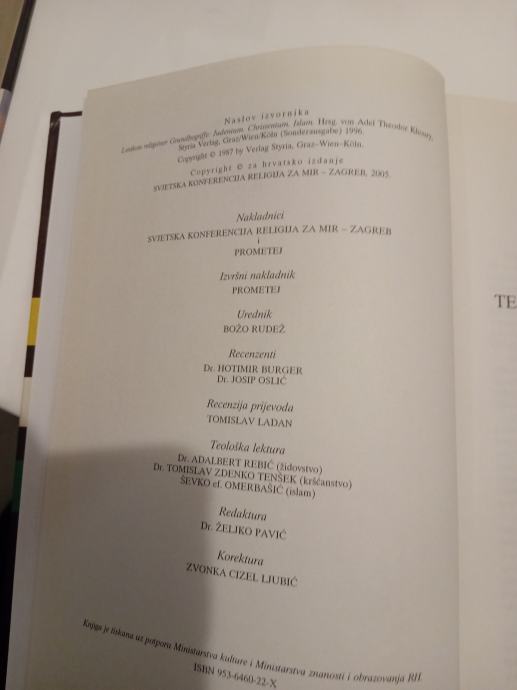 Naslov izvornika
Lexikon religiöser Grundbegriffe: Judentum, Christentum, Islam. Hrsg. von Adel Theodor Khoury,
Styria Verlag, Graz/Wien/Köln (Sonderausgabe) 1996.
Copyright © 1987 by Verlag Styria, Graz–Wien–Köln.
Copyright © za hrvatsko izdanje
SVJETSKA KONFERENCIJA RELIGIJA ZA MIR – ZAGREB, 2005.
Nakladnici
SVJETSKA KONFERENCIJA RELIGIJA ZA MIR – ZAGREB
i
PROMETEJ
Izvršni nakladnik
PROMETEJ
Urednik
BOŽO RUDEŽ
Recenzenti
Dr. HOTIMIR BURGER
Dr. JOSIP OSLIĆ
Recenzija prijevoda
TOMISLAV LADAN
Teološka lektura
Dr. ADALBERT REBIĆ (židovstvo)
Dr. TOMISLAV ZDENKO TENŠEK (kršćanstvo)
ŠEVKO ef. OMERBAŠIĆ (islam)
Redaktura
Dr. ŽELJKO PAVIĆ
Korektura
ZVONKA CIZEL LJUBIĆ
Knjiga je tiskana uz potporu Ministarstva kulture i Ministarstva znanosti i obrazovanja RH.
ISBN 953-6460-22-X
TE